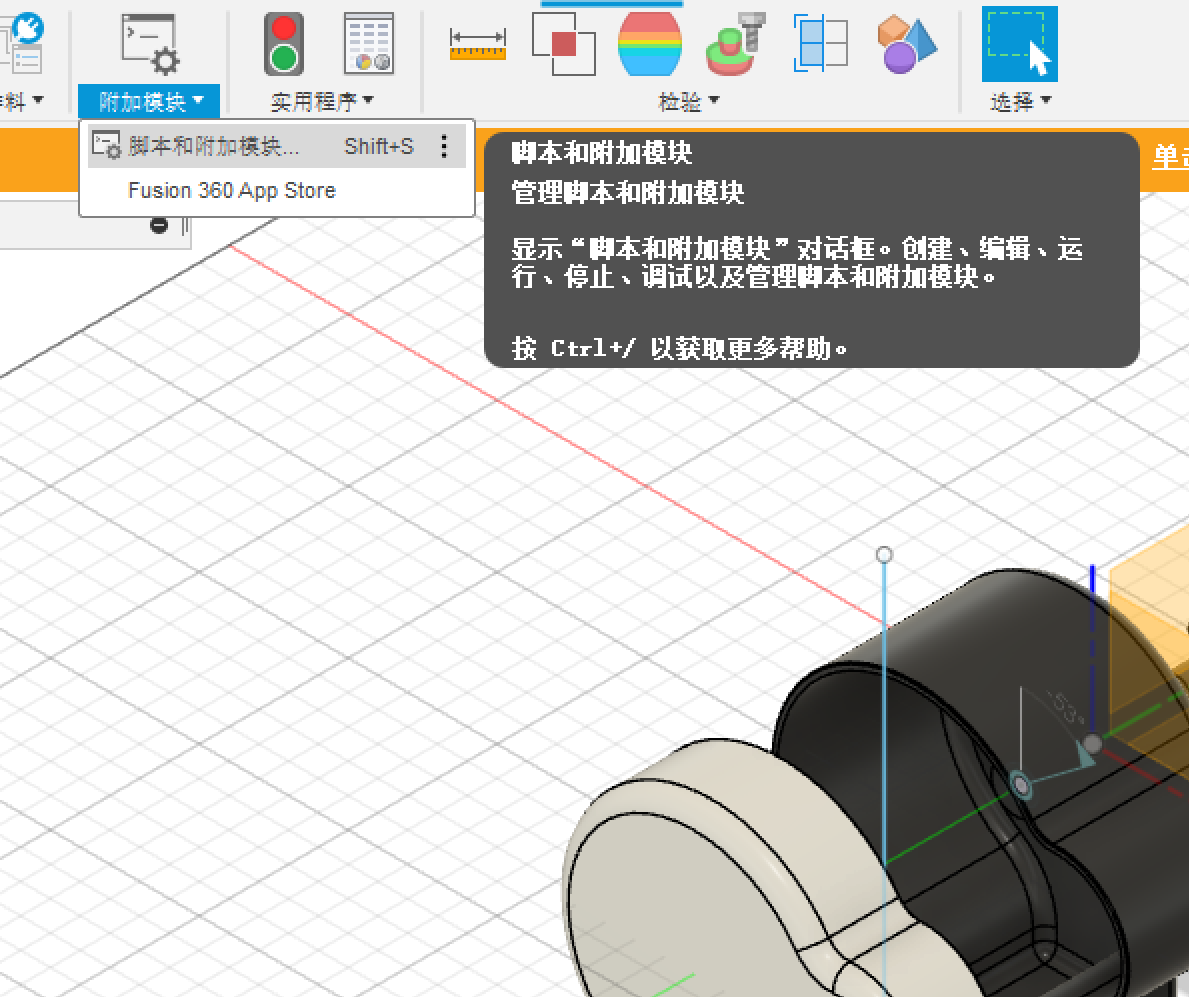 料 附加模块 实用程序 检验 选择
脚本和附加模块... Shift+S
Fusion 360 App Store
脚本和附加模块
管理脚本和附加模块
显示“脚本和附加模块”对话框。创建、编辑、运
行、停止、调试以及管理脚本和附加模块。
按 Ctrl+/ 以获取更多帮助。
单击
-53°